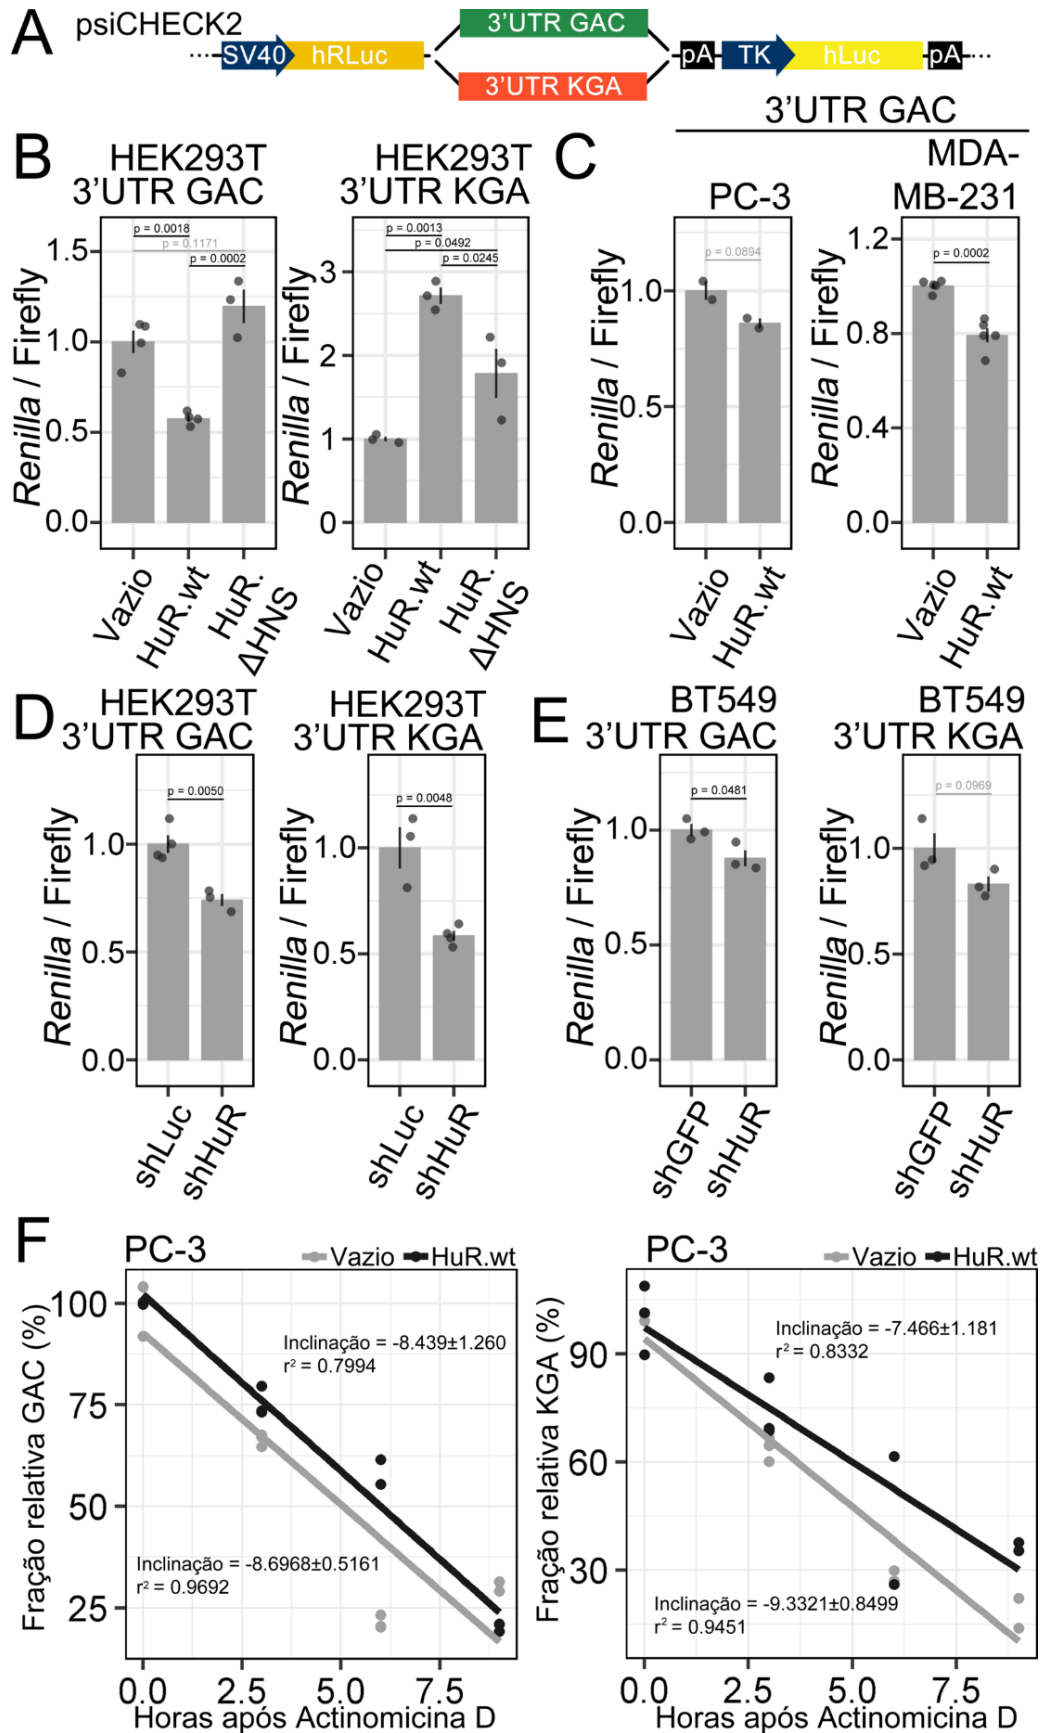 A
psiCHECK2
SV40 hRLuc 3'UTR GAC pA TK hLuc pA
3'UTR KGA
B
HEK293T
3'UTR GAC
Renilla / Firefly
1.5
1.0
0.5
0.0
p = 0.0018
p = 0.1171
p = 0.0002
Vazio
HuR.wt
HuR.
ΔHNS
HEK293T
3'UTR KGA
Renilla / Firefly
3
2
1
0
p = 0.0013
p = 0.0492
p = 0.0245
Vazio
HuR.wt
HuR.
ΔHNS
C
3'UTR GAC
PC-3
Renilla / Firefly
1.0
0.5
0.0
p = 0.0894
Vazio
HuR.wt
MDA-
MB-231
Renilla / Firefly
1.2
0.8
0.4
0.0
p = 0.0002
Vazio
HuR.wt
D
HEK293T
3'UTR GAC
Renilla / Firefly
1.0
0.5
0.0
p = 0.0050
shLuc
shHuR
HEK293T
3'UTR KGA
Renilla / Firefly
1.0
0.5
0.0
p = 0.0048
shLuc
shHuR
E
BT549
3'UTR GAC
Renilla / Firefly
1.0
0.5
0.0
p = 0.0481
shGFP
shHuR
BT549
3'UTR KGA
Renilla / Firefly
1.0
0.5
0.0
p = 0.0969
shGFP
shHuR
F
PC-3
Vazio HuR.wt
Fração relativa GAC (%)
100
75
50
25
Inclinação = -8.439±1.260
r² = 0.7994
Inclinação = -8.6968±0.5161
r² = 0.9692
0.0 2.5 5.0 7.5
Horas após Actinomicina D
PC-3
Vazio HuR.wt
Fração relativa KGA (%)
90
60
30
Inclinação = -7.466±1.181
r² = 0.8332
Inclinação = -9.3321±0.8499
r² = 0.9451
0.0 2.5 5.0 7.5
Horas após Actinomicina D